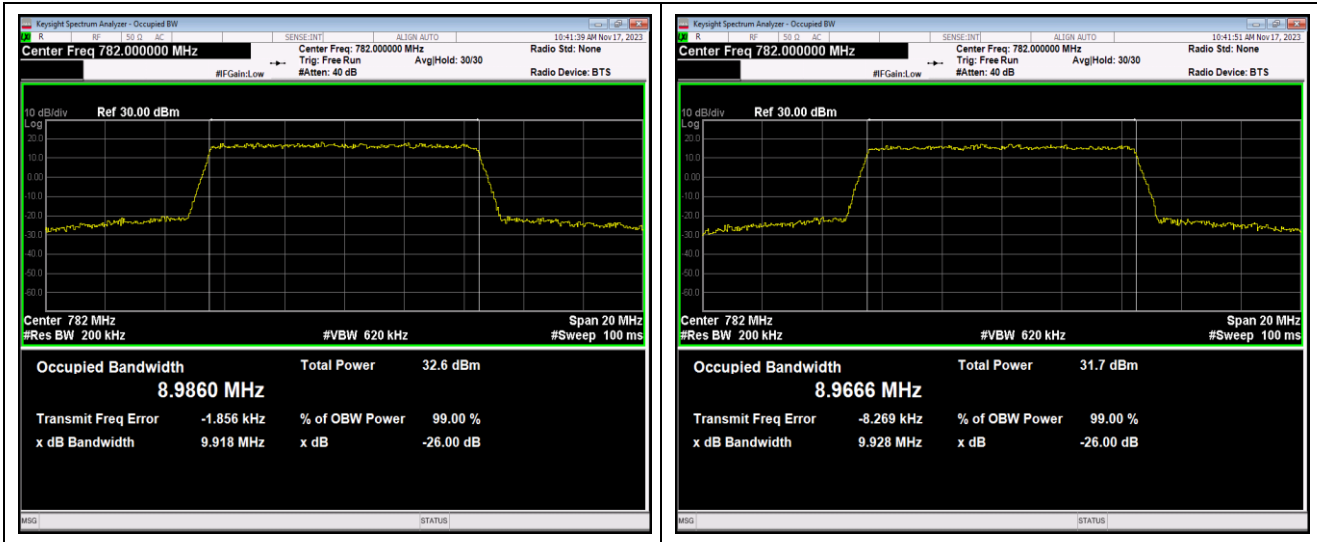 Keysight Spectrum Analyzer - Occupied BW
R RF 50 Ω AC SENSE:INT ALIGN AUTO 10:41:39 AM Nov 17, 2023
Center Freq 782.000000 MHz Center Freq: 782.000000 MHz Radio Std: None
Trig: Free Run Avg|Hold: 30/30
#IFGain:Low #Atten: 40 dB Radio Device: BTS
10 dB/div Ref 30.00 dBm
Log
20.0
10.0
0.00
-10.0
-20.0
-30.0
-40.0
-50.0
-60.0
Center 782 MHz Span 20 MHz
#Res BW 200 kHz #VBW 620 kHz #Sweep 100 ms
Occupied Bandwidth Total Power 32.6 dBm
8.9860 MHz
Transmit Freq Error -1.856 kHz % of OBW Power 99.00 %
x dB Bandwidth 9.918 MHz x dB -26.00 dB
MSG STATUS
Keysight Spectrum Analyzer - Occupied BW
R RF 50 Ω AC SENSE:INT ALIGN AUTO 10:41:51 AM Nov 17, 2023
Center Freq 782.000000 MHz Center Freq: 782.000000 MHz Radio Std: None
Trig: Free Run Avg|Hold: 30/30
#IFGain:Low #Atten: 40 dB Radio Device: BTS
10 dB/div Ref 30.00 dBm
Log
20.0
10.0
0.00
-10.0
-20.0
-30.0
-40.0
-50.0
-60.0
Center 782 MHz Span 20 MHz
#Res BW 200 kHz #VBW 620 kHz #Sweep 100 ms
Occupied Bandwidth Total Power 31.7 dBm
8.9666 MHz
Transmit Freq Error -8.269 kHz % of OBW Power 99.00 %
x dB Bandwidth 9.928 MHz x dB -26.00 dB
MSG STATUS